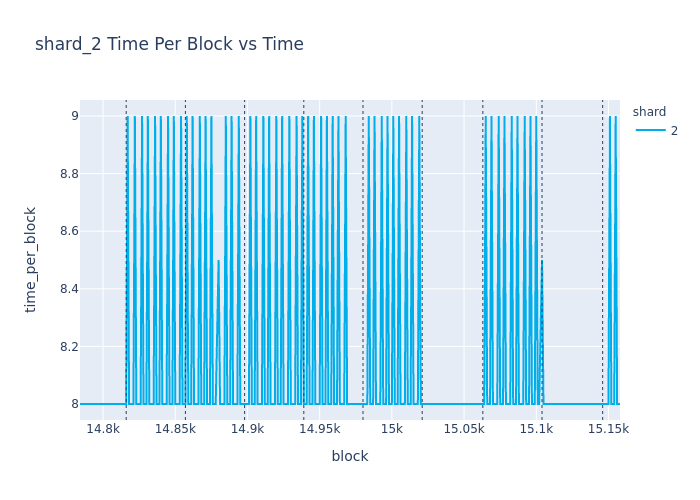 shard_2 Time Per Block vs Time
shard
2
9
8.8
8.6
8.4
8.2
8
time_per_block
14.8k
14.85k
14.9k
14.95k
15k
15.05k
15.1k
15.15k
block